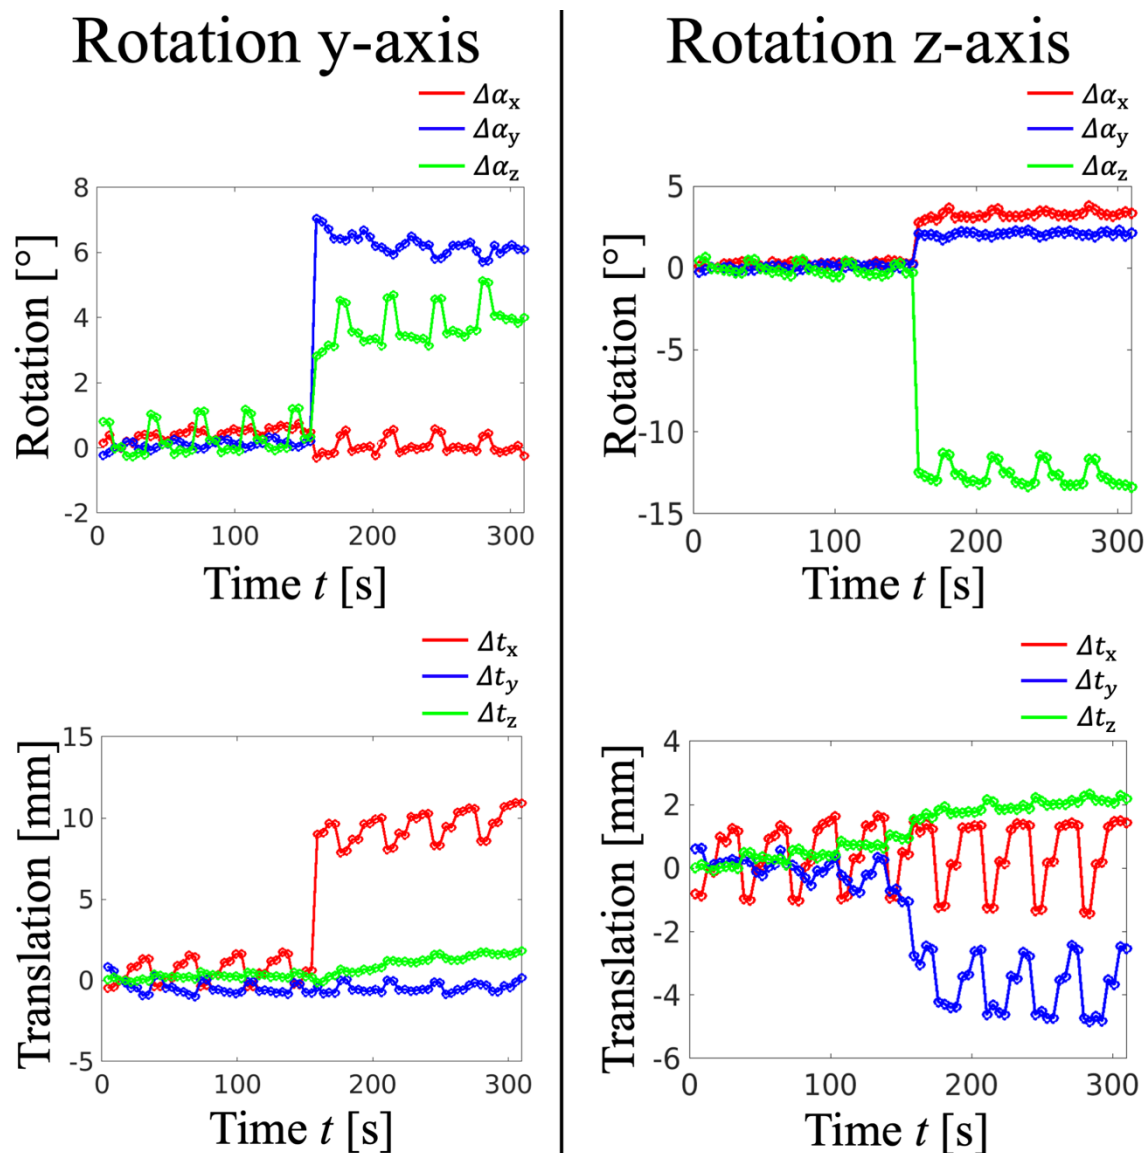 Rotation y-axis
Δαx
Δαy
Δαz
8
6
4
2
0
-2
Rotation [°]
0 100 200 300
Time t [s]
Δtx
Δty
Δtz
15
10
5
0
-5
Translation [mm]
0 100 200 300
Time t [s]
Rotation z-axis
Δαx
Δαy
Δαz
5
0
-5
-10
-15
Rotation [°]
0 100 200 300
Time t [s]
Δtx
Δty
Δtz
4
2
0
-2
-4
-6
Translation [mm]
0 100 200 300
Time t [s]